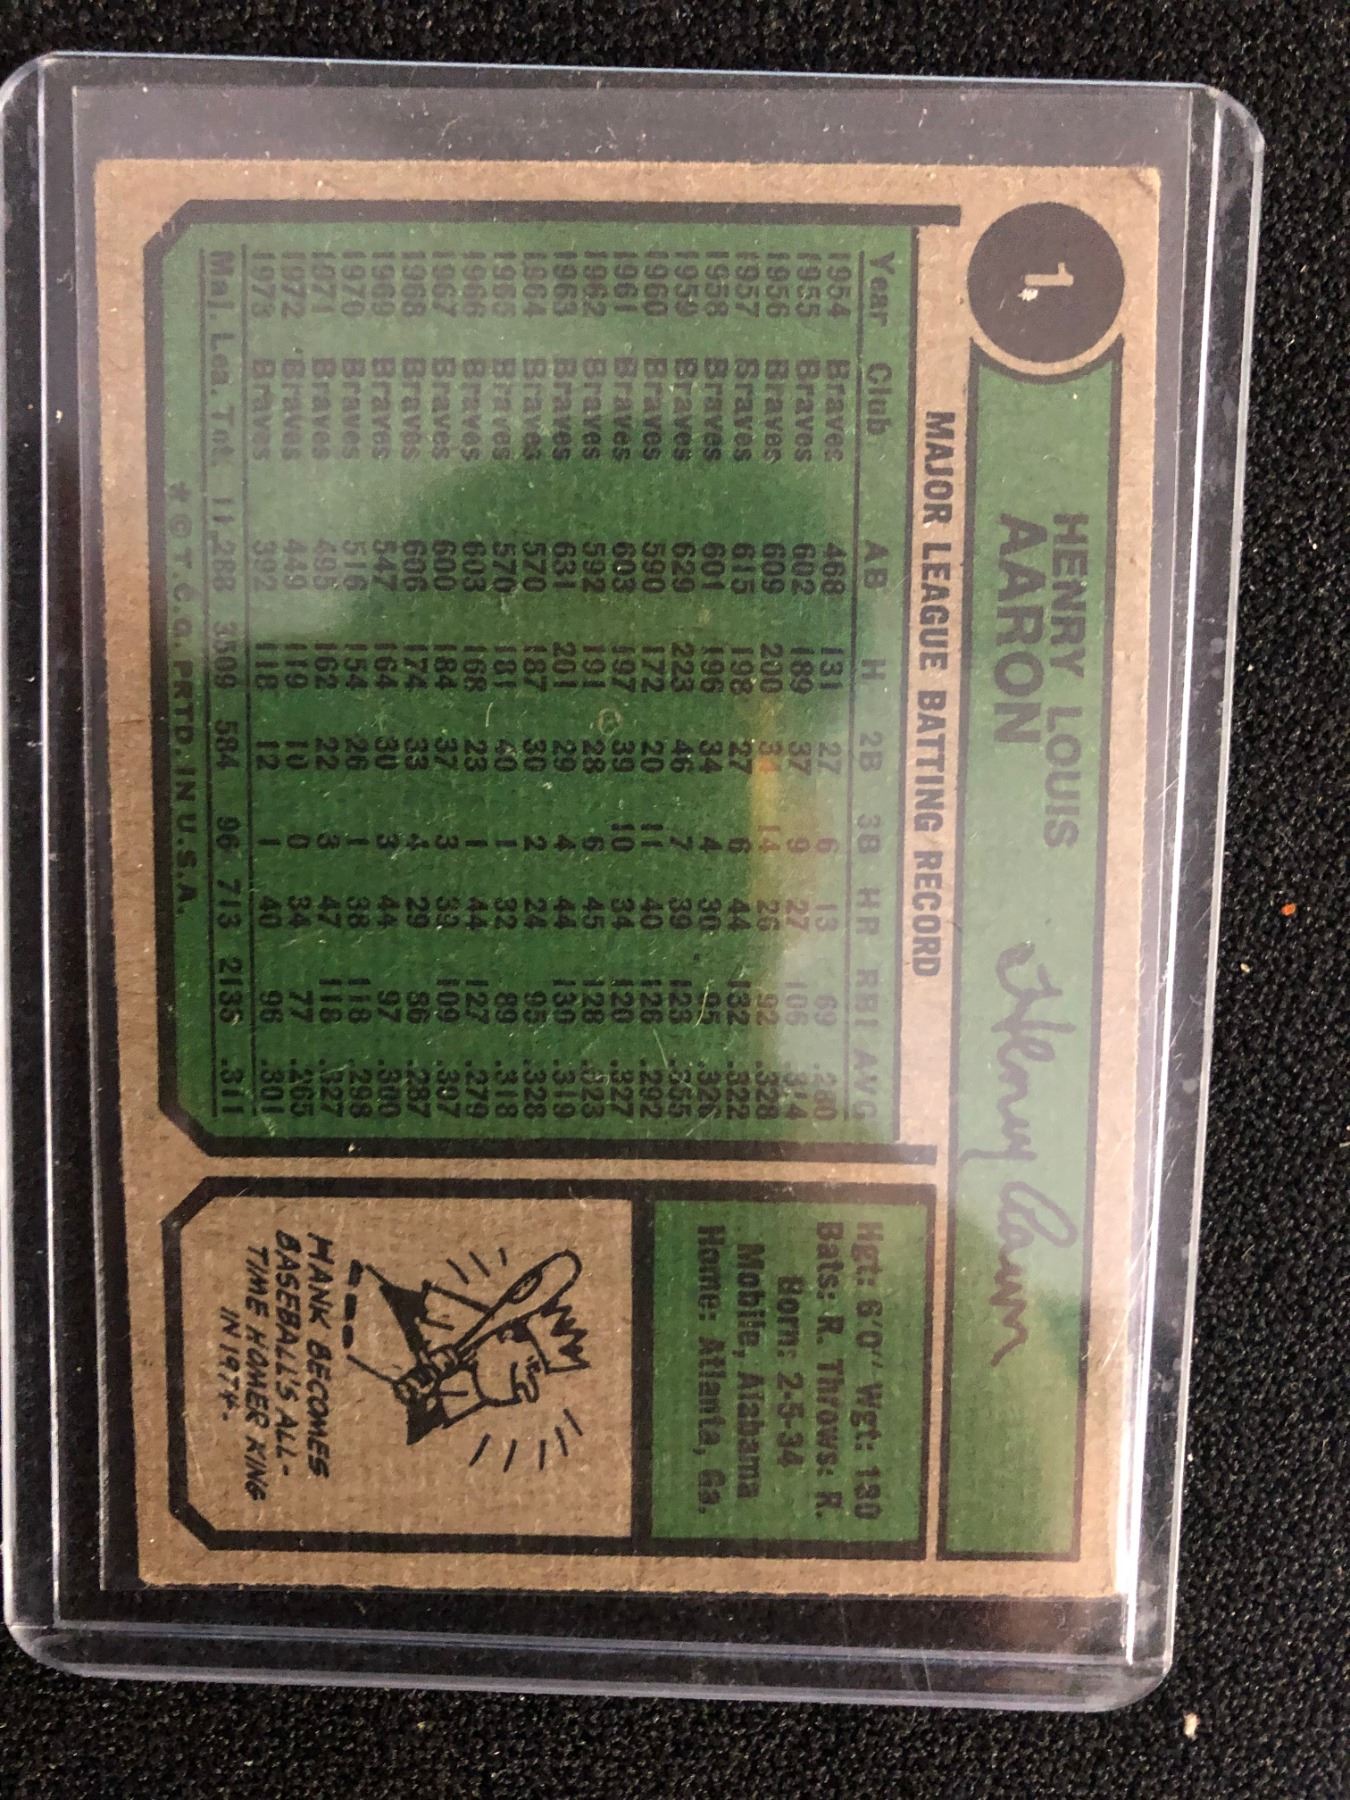 1
HENRY LOUIS
AARON
Henry Aaron
MAJOR LEAGUE BATTING RECORD
Year Club AB H 2B 3B HR RBI AVG
1954 Braves 468 131 27 6 13 69 .280
1955 Braves 602 189 37 9 27 106 .314
1956 Braves 609 200 34 14 26 92 .328
1957 Braves 615 198 27 6 44 132 .322
1958 Braves 601 196 34 4 30 95 .326
1959 Braves 629 223 46 7 39 123 .355
1960 Braves 590 172 20 11 40 126 .292
1961 Braves 603 197 39 10 34 120 .327
1962 Braves 592 191 28 6 45 128 .323
1963 Braves 631 201 29 4 44 130 .319
1964 Braves 570 187 30 2 24 95 .328
1965 Braves 570 181 40 1 32 89 .318
1966 Braves 603 168 23 1 44 127 .279
1967 Braves 600 184 37 3 39 109 .307
1968 Braves 606 174 33 4 29 86 .287
1969 Braves 547 164 30 3 44 97 .300
1970 Braves 516 154 26 1 38 118 .298
1971 Braves 495 162 22 3 47 118 .327
1972 Braves 449 119 10 0 34 77 .265
1973 Braves 392 118 12 1 40 96 .301
Maj. Lea. Tot. 11,288 3509 584 96 713 2135 .311
★ © T.C.G. PRTD. IN U.S.A.
Hgt: 6'0" Wgt: 190
Bats: R. Throws: R.
Born: 2-5-34
Mobile, Alabama
Home: Atlanta, Ga.
HANK BECOMES
BASEBALL'S ALL-
TIME HOMER KING
IN 1974.